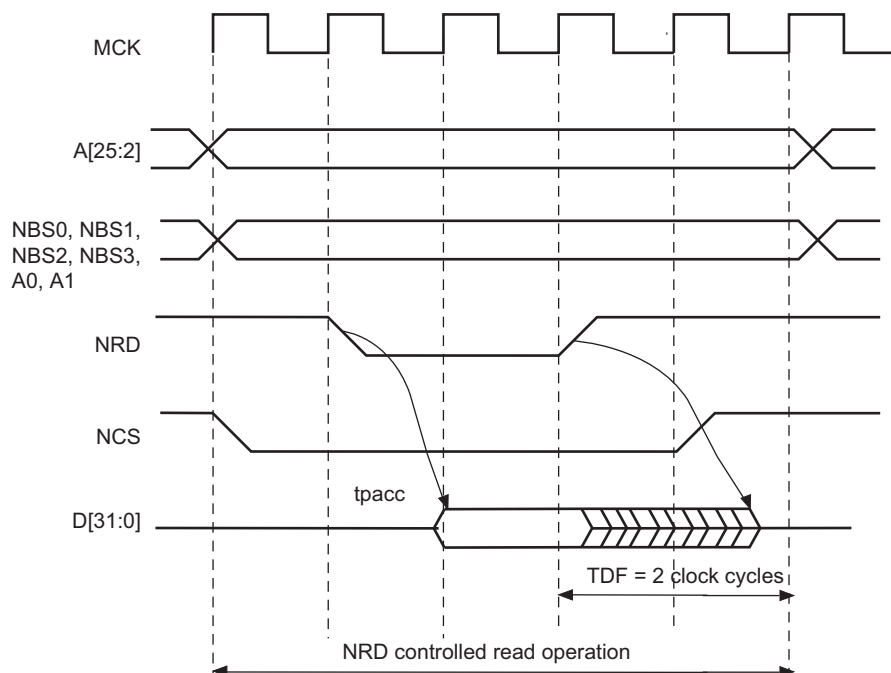 MCK
A[25:2]
NBS0, NBS1,
NBS2, NBS3,
A0, A1
NRD
NCS
tpacc
D[31:0]
TDF = 2 clock cycles
NRD controlled read operation